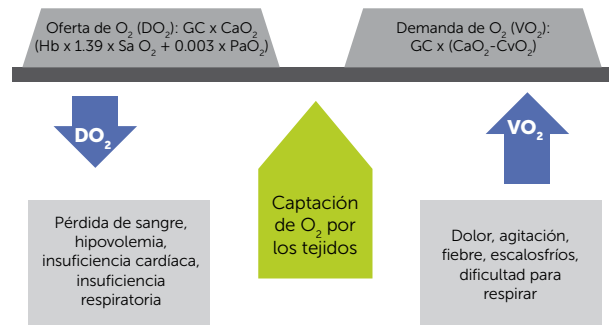 Oferta de O₂ (DO₂): GC x CaO₂
(Hb x 1.39 x Sa O₂ + 0.003 x PaO₂)
Demanda de O₂ (VO₂):
GC x (CaO₂-CvO₂)
DO₂
VO₂
Captación
de O₂ por
los tejidos
Pérdida de sangre,
hipovolemia,
insuficiencia cardíaca,
insuficiencia
respiratoria
Dolor, agitación,
fiebre, escalosfríos,
dificultad para
respirar